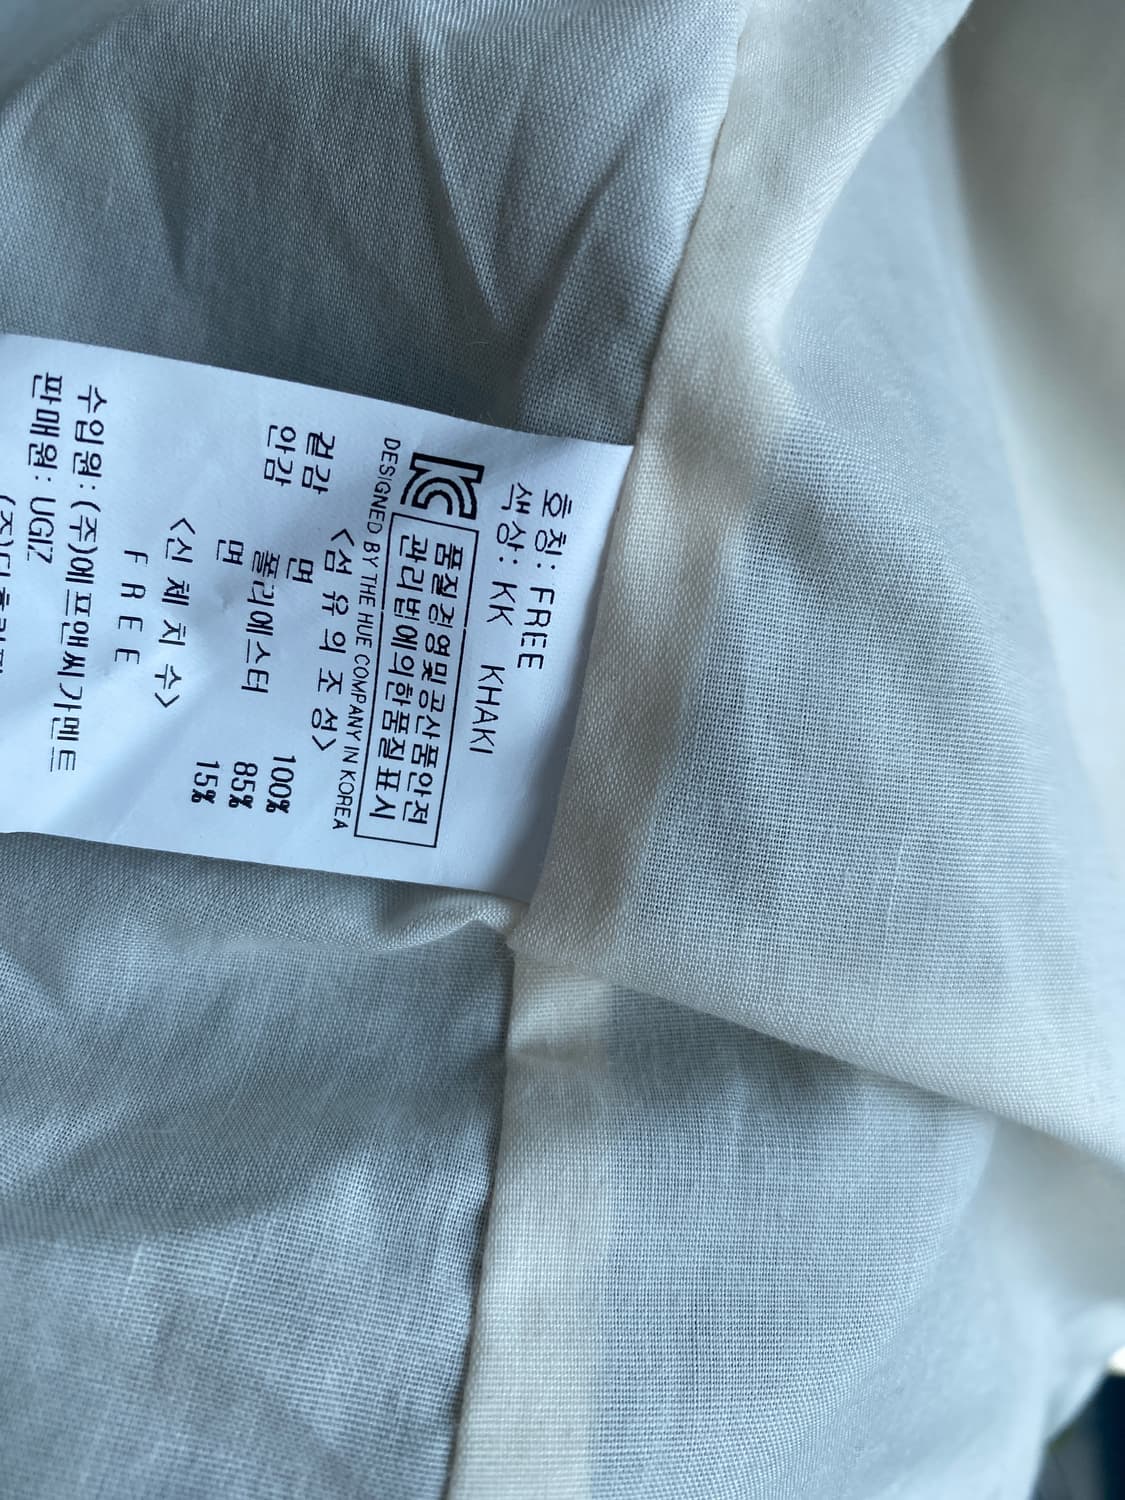 호칭: FREE
색상: KK KHAKI
품질경영및공산품안전
관리법에의한품질표시
DESIGNED BY THE HUE COMPANY IN KOREA
<섬 유 의 조 성>
겉감 면 100%
안감 폴리에스터 85%
면 15%
<신 체 치 수>
F R E E
수입원: (주)에프앤씨가먼트
판매원: UGIZ